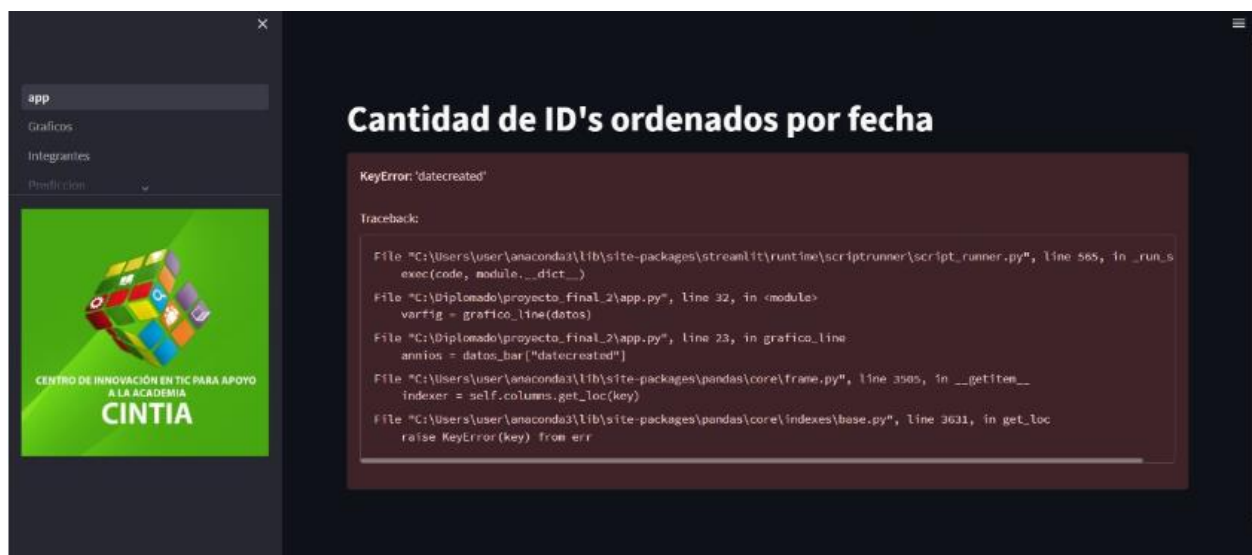 ×
app
Graficos
Integrantes
Prediccion
CENTRO DE INNOVACIÓN EN TIC PARA APOYO
A LA ACADEMIA
CINTIA
Cantidad de ID's ordenados por fecha
KeyError: 'datecreated'
Traceback:
File "C:\Users\user\anaconda3\lib\site-packages\streamlit\runtime\scriptrunner\script_runner.py", line 565, in _run_s
exec(code, module.__dict__)
File "C:\Diplomado\proyecto_final_2\app.py", line 32, in <module>
varfig = grafico_line(datos)
File "C:\Diplomado\proyecto_final_2\app.py", line 23, in grafico_line
annios = datos_bar["datecreated"]
File "C:\Users\user\anaconda3\lib\site-packages\pandas\core\frame.py", line 3505, in __getitem__
indexer = self.columns.get_loc(key)
File "C:\Users\user\anaconda3\lib\site-packages\pandas\core\indexes\base.py", line 3631, in get_loc
raise KeyError(key) from err